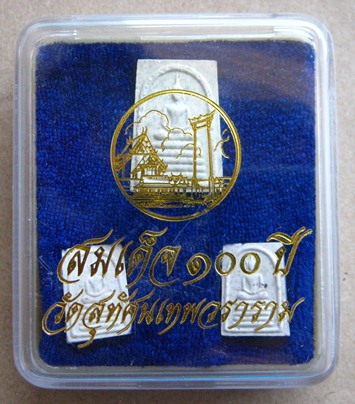 สมเด็จ ๑๐๐ ปี
วัดสุทัศนเทพวราราม